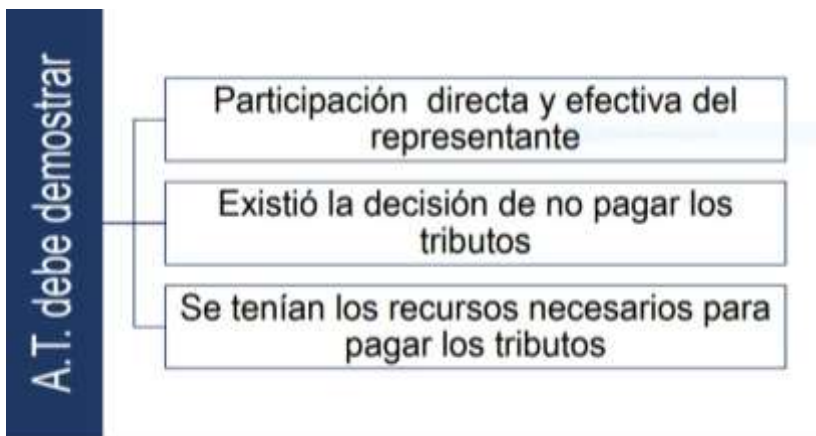 A.T. debe demostrar
Participación directa y efectiva del
representante
Existió la decisión de no pagar los
tributos
Se tenían los recursos necesarios para
pagar los tributos